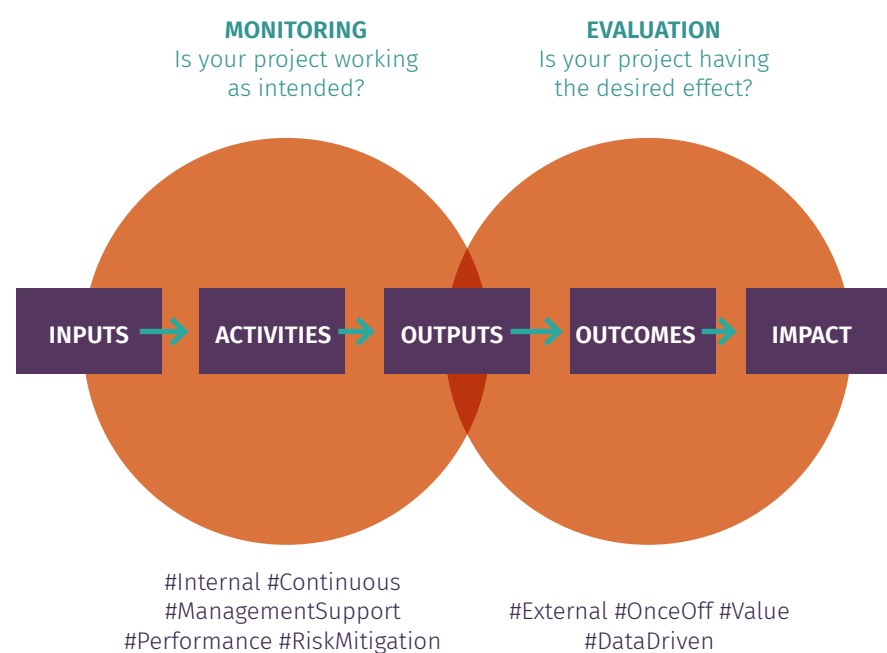 MONITORING
Is your project working
as intended?
EVALUATION
Is your project having
the desired effect?
INPUTS
ACTIVITIES
OUTPUTS
OUTCOMES
IMPACT
#Internal #Continuous
#ManagementSupport
#Performance #RiskMitigation
#External #OnceOff #Value
#DataDriven